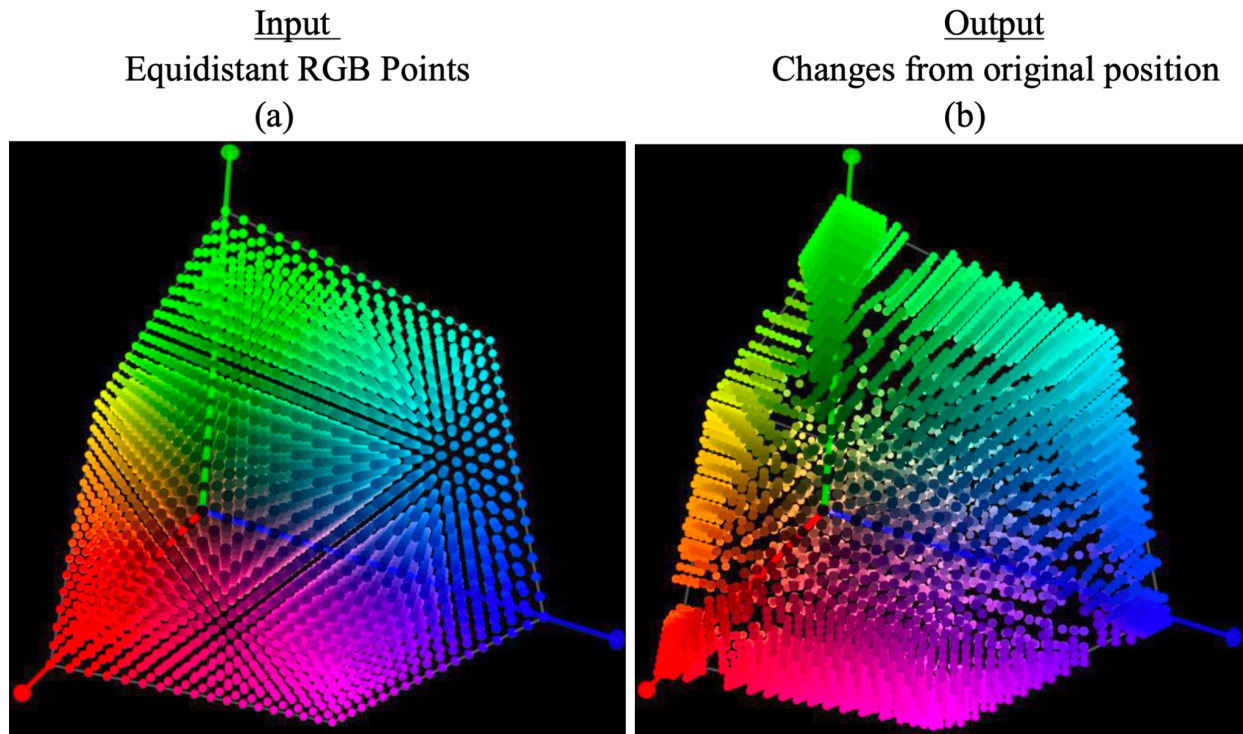 Input
Equidistant RGB Points
(a)
Output
Changes from original position
(b)